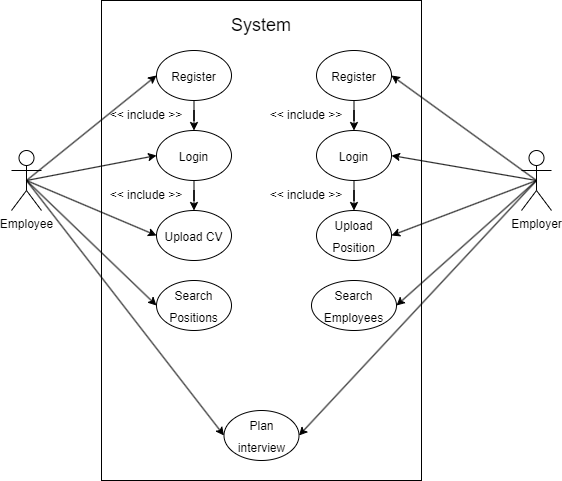 System
Register
Register
<< include >>
<< include >>
Login
Login
<< include >>
<< include >>
Employee
Employer
Upload CV
Upload
Position
Search
Positions
Search
Employees
Plan
interview